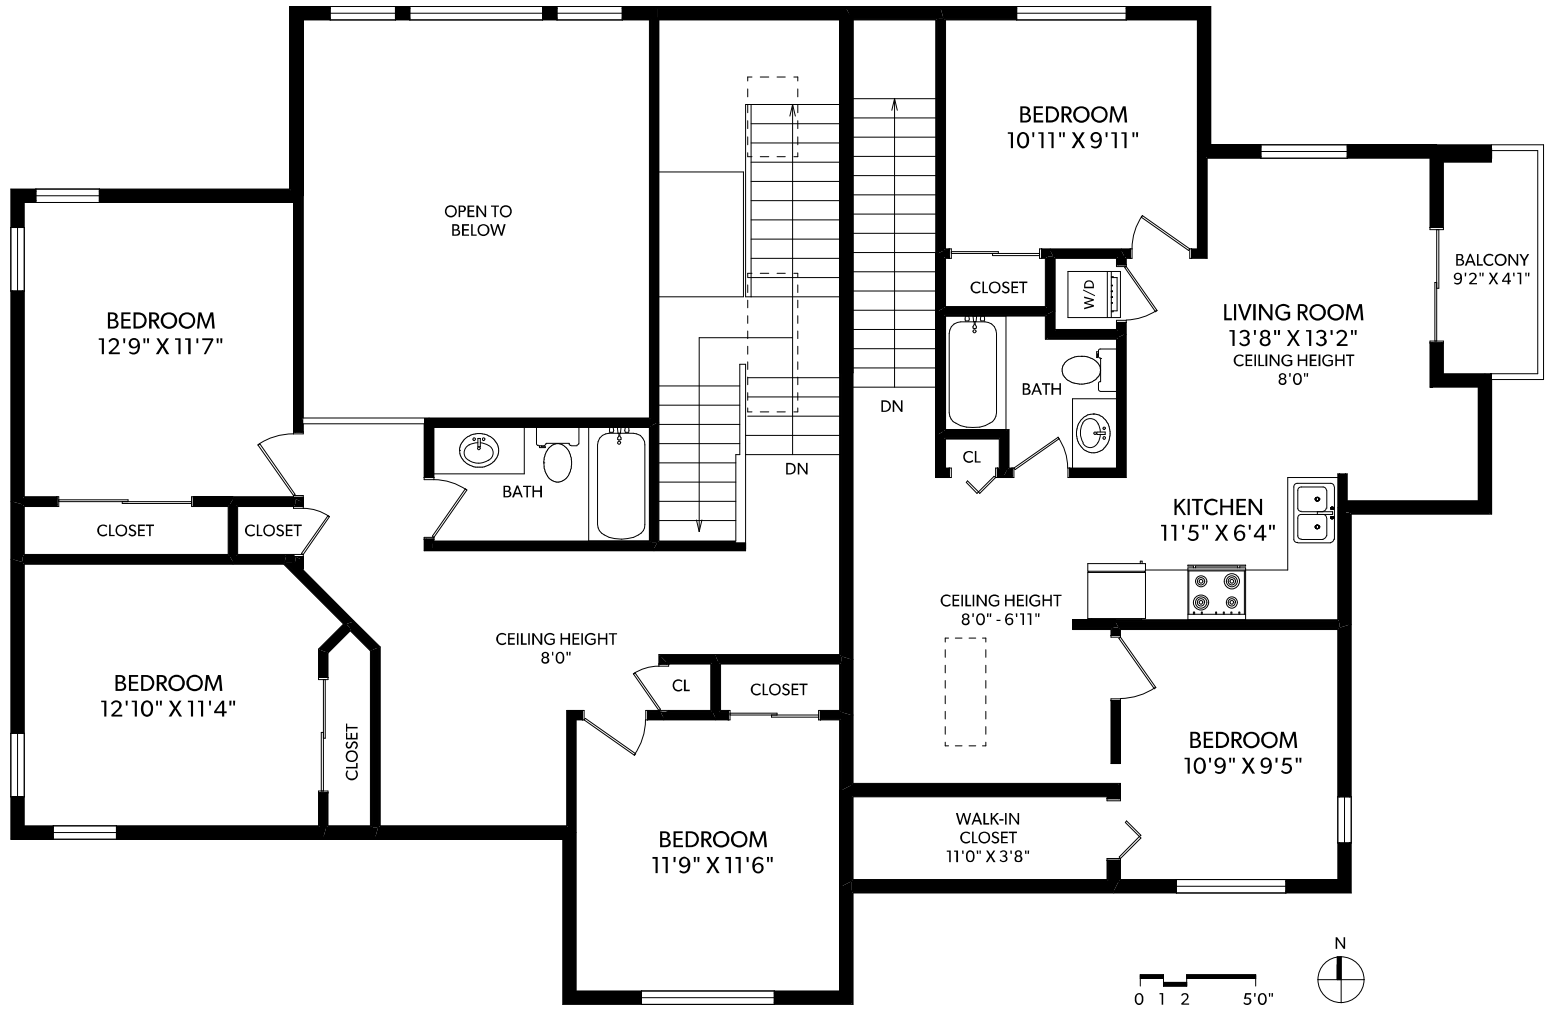 BEDROOM
10'11" X 9'11"
OPEN TO
BELOW
BALCONY
9'2" X 4'1"
CLOSET
W/D
LIVING ROOM
13'8" X 13'2"
CEILING HEIGHT
8'0"
BEDROOM
12'9" X 11'7"
BATH
DN
CL
DN
BATH
KITCHEN
11'5" X 6'4"
CLOSET
CLOSET
CEILING HEIGHT
8'0" - 6'11"
CEILING HEIGHT
8'0"
BEDROOM
12'10" X 11'4"
CL
CLOSET
CLOSET
BEDROOM
10'9" X 9'5"
WALK-IN
CLOSET
11'0" X 3'8"
BEDROOM
11'9" X 11'6"
N
0 1 2 5'0"